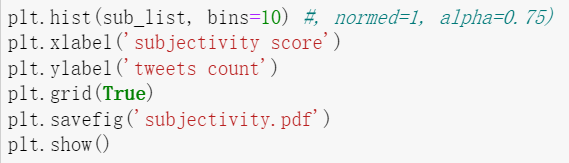 plt.hist(sub_list, bins=10) #, normed=1, alpha=0.75)
plt.xlabel('subjectivity score')
plt.ylabel('tweets count')
plt.grid(True)
plt.savefig('subjectivity.pdf')
plt.show()